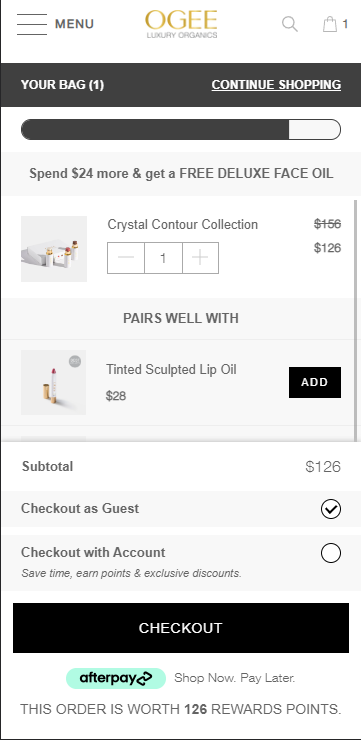 MENU
OGEE
LUXURY ORGANICS
1
YOUR BAG (1)
CONTINUE SHOPPING
Spend $24 more & get a FREE DELUXE FACE OIL
Crystal Contour Collection
$156
1
$126
PAIRS WELL WITH
Tinted Sculpted Lip Oil
$28
ADD
Subtotal
$126
Checkout as Guest
Checkout with Account
Save time, earn points & exclusive discounts.
CHECKOUT
afterpay
Shop Now. Pay Later.
THIS ORDER IS WORTH 126 REWARDS POINTS.